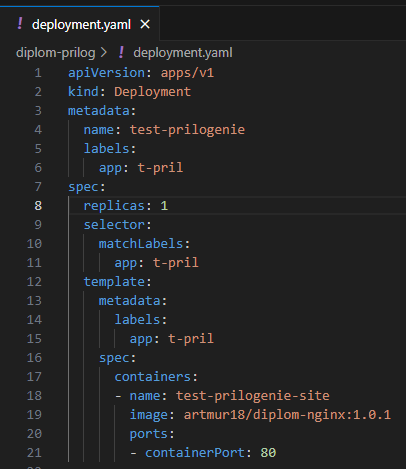 ! deployment.yaml ×
diplom-prilog > ! deployment.yaml
1 apiVersion: apps/v1
2 kind: Deployment
3 metadata:
4   name: test-prilogenie
5   labels:
6     app: t-pril
7 spec:
8   replicas: 1
9   selector:
10     matchLabels:
11       app: t-pril
12   template:
13     metadata:
14       labels:
15         app: t-pril
16     spec:
17       containers:
18       - name: test-prilogenie-site
19         image: artmur18/diplom-nginx:1.0.1
20         ports:
21         - containerPort: 80